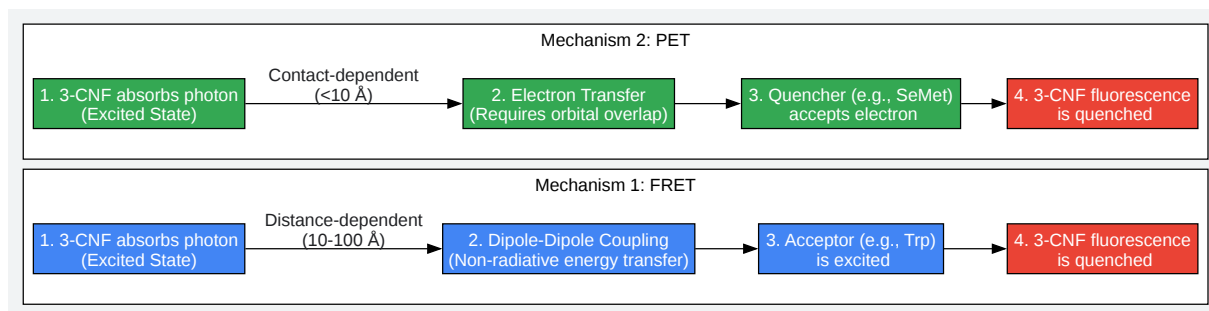 Mechanism 2: PET
1. 3-CNF absorbs photon
(Excited State)
Contact-dependent
(<10 Å)
2. Electron Transfer
(Requires orbital overlap)
3. Quencher (e.g., SeMet)
accepts electron
4. 3-CNF fluorescence
is quenched
Mechanism 1: FRET
1. 3-CNF absorbs photon
(Excited State)
Distance-dependent
(10-100 Å)
2. Dipole-Dipole Coupling
(Non-radiative energy transfer)
3. Acceptor (e.g., Trp)
is excited
4. 3-CNF fluorescence
is quenched